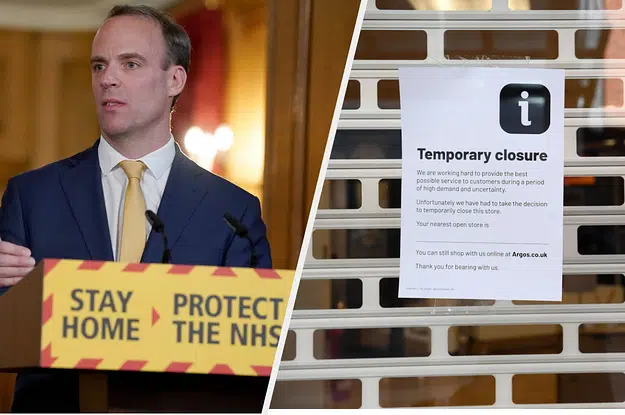 STAY
HOME
PROTECT
THE NHS
i
Temporary closure
We are working hard to provide the best
possible service to customers during a period
of high demand and uncertainty.
Unfortunately we have had to take the decision
to temporarily close this store.
Your nearest open store is
You can still shop with us online at Argos.co.uk
Thank you for bearing with us.